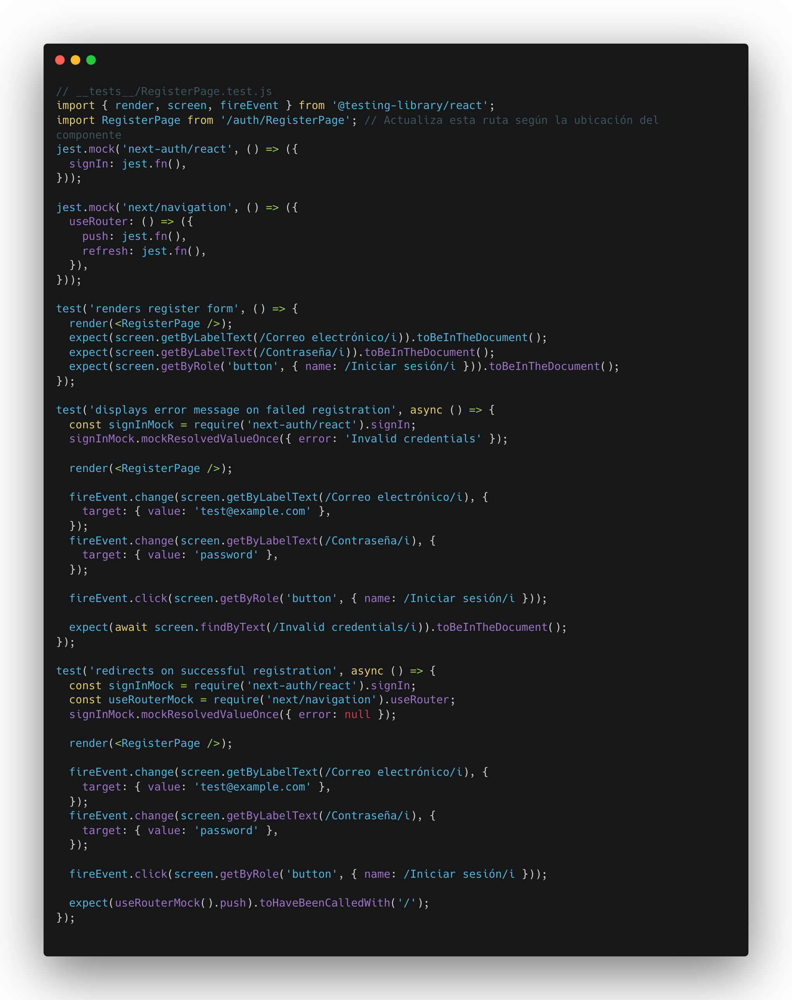 // __tests__/RegisterPage.test.js
import { render, screen, fireEvent } from '@testing-library/react';
import RegisterPage from '/auth/RegisterPage'; // Actualiza esta ruta según la ubicación del
componente
jest.mock('next-auth/react', () => ({
  signIn: jest.fn(),
}));

jest.mock('next/navigation', () => ({
  useRouter: () => ({
    push: jest.fn(),
    refresh: jest.fn(),
  }),
}));

test('renders register form', () => {
  render(<RegisterPage />);
  expect(screen.getByLabelText(/Correo electrónico/i)).toBeInTheDocument();
  expect(screen.getByLabelText(/Contraseña/i)).toBeInTheDocument();
  expect(screen.getByRole('button', { name: /Iniciar sesión/i })).toBeInTheDocument();
});

test('displays error message on failed registration', async () => {
  const signInMock = require('next-auth/react').signIn;
  signInMock.mockResolvedValueOnce({ error: 'Invalid credentials' });

  render(<RegisterPage />);

  fireEvent.change(screen.getByLabelText(/Correo electrónico/i), {
    target: { value: 'test@example.com' },
  });
  fireEvent.change(screen.getByLabelText(/Contraseña/i), {
    target: { value: 'password' },
  });

  fireEvent.click(screen.getByRole('button', { name: /Iniciar sesión/i }));

  expect(await screen.findByText(/Invalid credentials/i)).toBeInTheDocument();
});

test('redirects on successful registration', async () => {
  const signInMock = require('next-auth/react').signIn;
  const useRouterMock = require('next/navigation').useRouter;
  signInMock.mockResolvedValueOnce({ error: null });

  render(<RegisterPage />);

  fireEvent.change(screen.getByLabelText(/Correo electrónico/i), {
    target: { value: 'test@example.com' },
  });
  fireEvent.change(screen.getByLabelText(/Contraseña/i), {
    target: { value: 'password' },
  });

  fireEvent.click(screen.getByRole('button', { name: /Iniciar sesión/i }));

  expect(useRouterMock().push).toHaveBeenCalledWith('/');
});